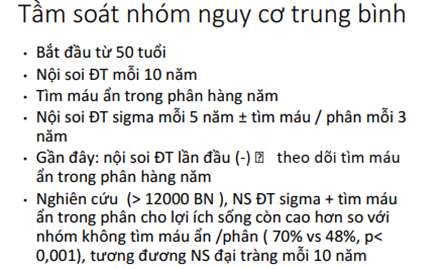 Tầm soát nhóm nguy cơ trung bình
• Bắt đầu từ 50 tuổi
• Nội soi ĐT mỗi 10 năm
• Tìm máu ẩn trong phân hàng năm
• Nội soi ĐT sigma mỗi 5 năm ± tìm máu / phân mỗi 3
năm
• Gần đây: nội soi ĐT lần đầu (-) ⍰ theo dõi tìm máu
ẩn trong phân hàng năm
• Nghiên cứu (> 12000 BN ), NS ĐT sigma + tìm máu
ẩn trong phân cho lợi ích sống còn cao hơn so với
nhóm không tìm máu ẩn /phân ( 70% vs 48%, p<
0,001), tương đương NS đại tràng mỗi 10 năm